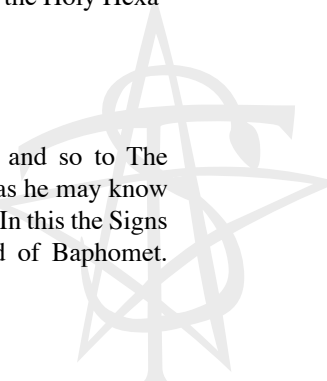 the Holy Hexa
and so to The
as he may know
In this the Signs
of Baphomet.